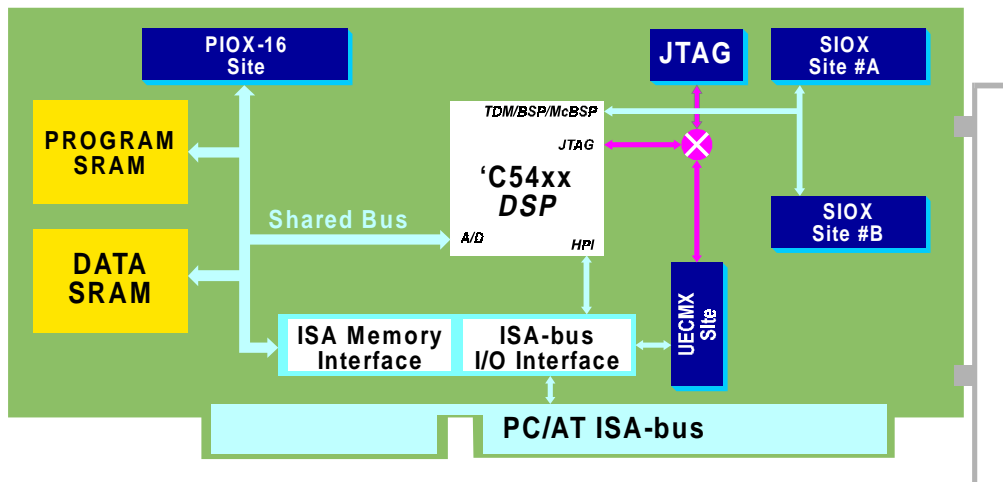 PIOX-16
Site
JTAG
SIOX
Site #A
PROGRAM
SRAM
TDM/BSP/McBSP
JTAG
‘C54xx
DSP
A/D
HPI
Shared Bus
SIOX
Site #B
DATA
SRAM
UECMX
Site
ISA Memory
Interface
ISA-bus
I/O Interface
PC/AT ISA-bus